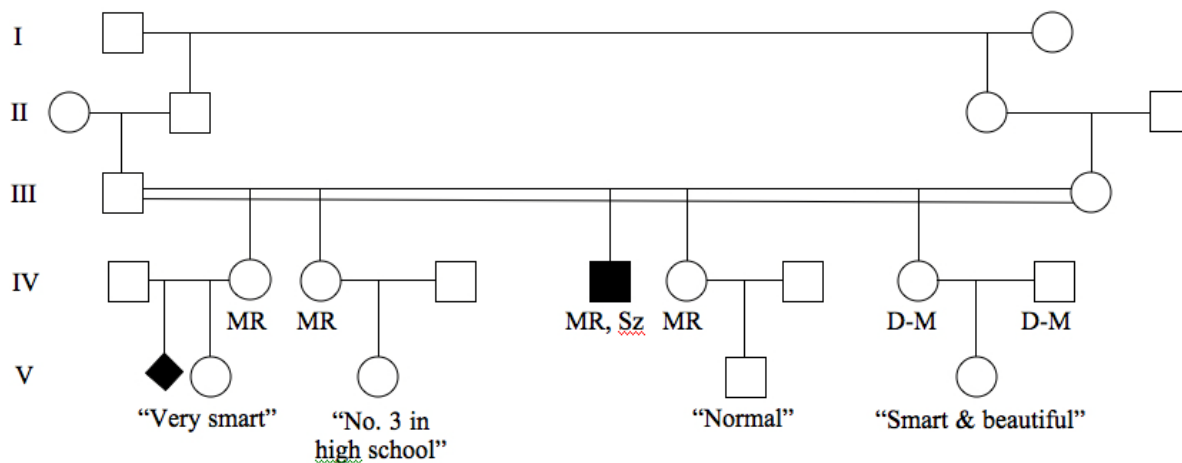 I
II
III
IV
MR
MR
MR, Sz
MR
D-M
D-M
V
“Very smart”
“No. 3 in
high school”
“Normal”
“Smart & beautiful”